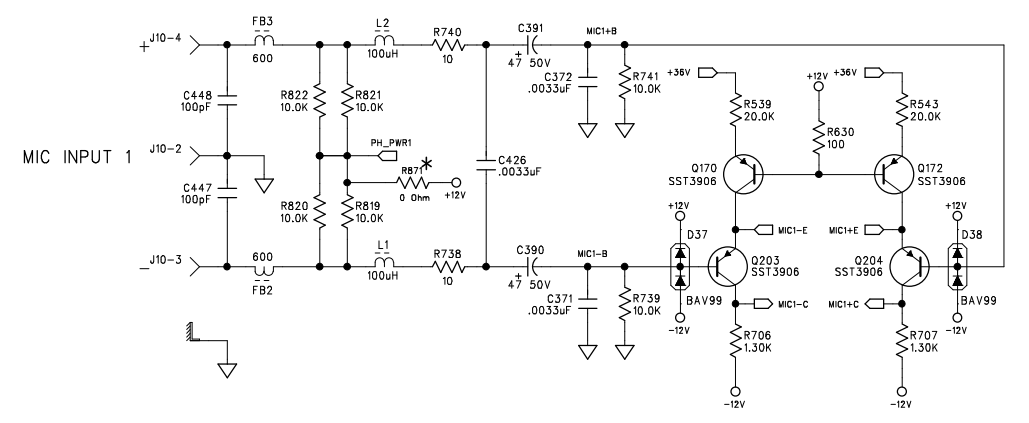 FB3
600
L2
100uH
R740
10
C391
+
47 50V
MIC1+B
+ J10-4
C448
100pF
R822
10.0K
R821
10.0K
C372
.0033uF
R741
10.0K
+36V
R539
20.0K
+12V
R630
100
+36V
R543
20.0K
MIC INPUT 1
J10-2
PH_PWR1
R871 *
0 Ohm
+12V
C426
.0033uF
Q170
SST3906
Q172
SST3906
C447
100pF
R820
10.0K
R819
10.0K
+12V
D37
MIC1-E
MIC1+E
+12V
D38
- J10-3
600
FB2
L1
100uH
R738
10
C390
+
47 50V
MIC1-B
Q203
SST3906
Q204
SST3906
C371
.0033uF
R739
10.0K
BAV99
-12V
MIC1-C
MIC1+C
BAV99
-12V
R706
1.30K
R707
1.30K
-12V
-12V